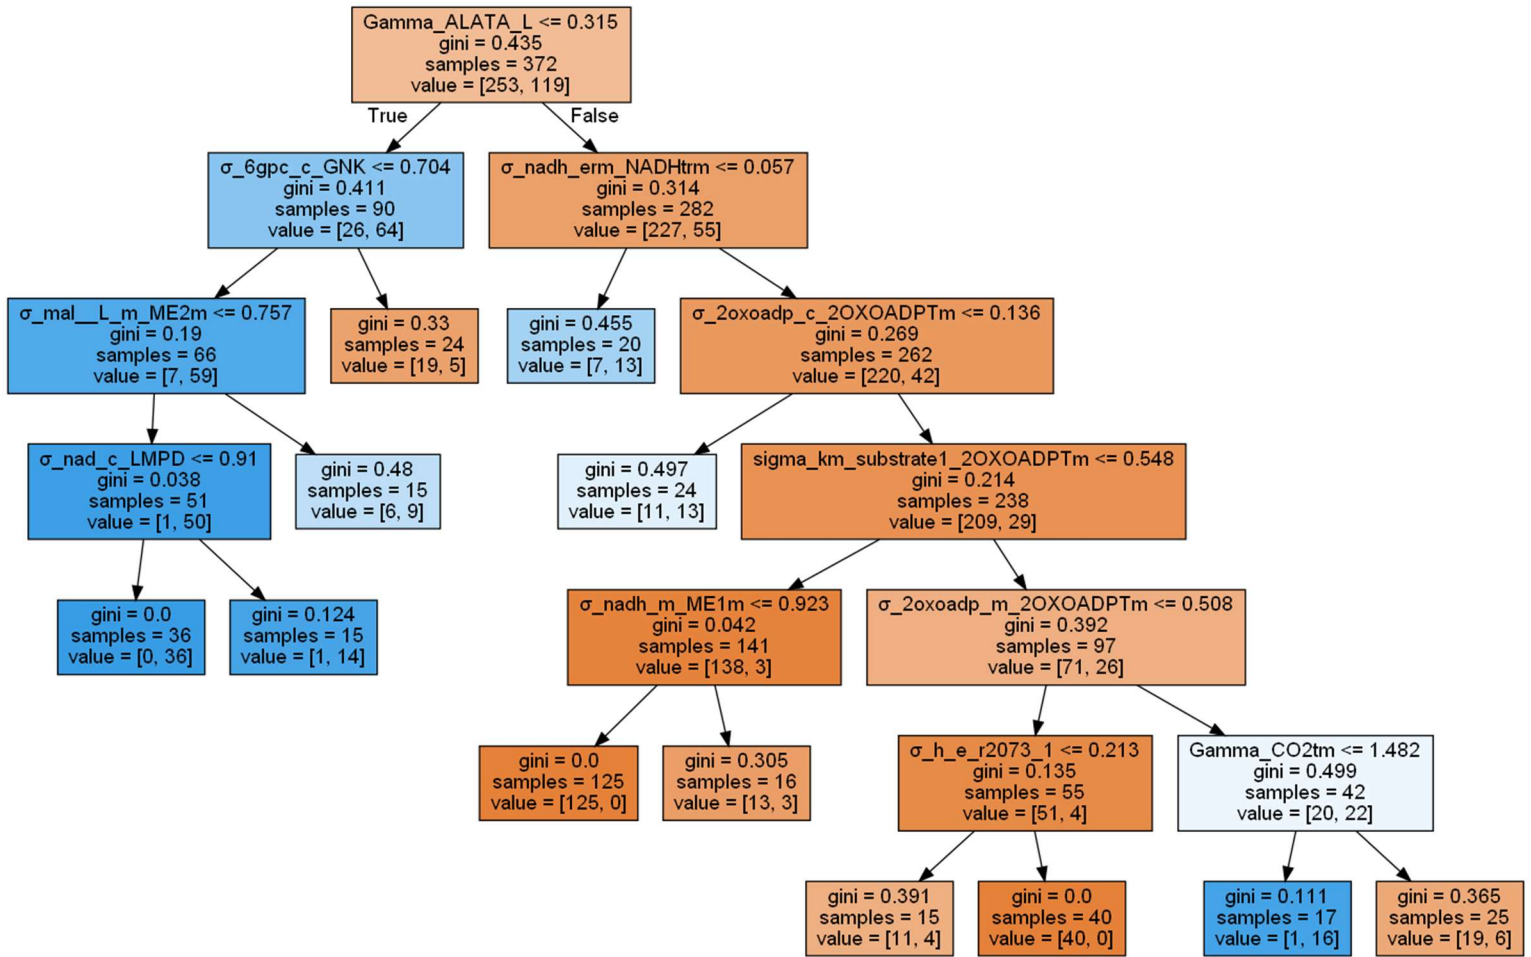 Gamma_ALATA_L <= 0.315
gini = 0.435
samples = 372
value = [253, 119]
True
False
σ_6gpc_c_GNK <= 0.704
gini = 0.411
samples = 90
value = [26, 64]
σ_nadh_erm_NADHtrm <= 0.057
gini = 0.314
samples = 282
value = [227, 55]
σ_mal__L_m_ME2m <= 0.757
gini = 0.19
samples = 66
value = [7, 59]
gini = 0.33
samples = 24
value = [19, 5]
gini = 0.455
samples = 20
value = [7, 13]
σ_2oxoadp_c_2OXOADPTm <= 0.136
gini = 0.269
samples = 262
value = [220, 42]
σ_nad_c_LMPD <= 0.91
gini = 0.038
samples = 51
value = [1, 50]
gini = 0.48
samples = 15
value = [6, 9]
gini = 0.497
samples = 24
value = [11, 13]
sigma_km_substrate1_2OXOADPTm <= 0.548
gini = 0.214
samples = 238
value = [209, 29]
gini = 0.0
samples = 36
value = [0, 36]
gini = 0.124
samples = 15
value = [1, 14]
σ_nadh_m_ME1m <= 0.923
gini = 0.042
samples = 141
value = [138, 3]
σ_2oxoadp_m_2OXOADPTm <= 0.508
gini = 0.392
samples = 97
value = [71, 26]
gini = 0.0
samples = 125
value = [125, 0]
gini = 0.305
samples = 16
value = [13, 3]
σ_h_e_r2073_1 <= 0.213
gini = 0.135
samples = 55
value = [51, 4]
Gamma_CO2tm <= 1.482
gini = 0.499
samples = 42
value = [20, 22]
gini = 0.391
samples = 15
value = [11, 4]
gini = 0.0
samples = 40
value = [40, 0]
gini = 0.111
samples = 17
value = [1, 16]
gini = 0.365
samples = 25
value = [19, 6]